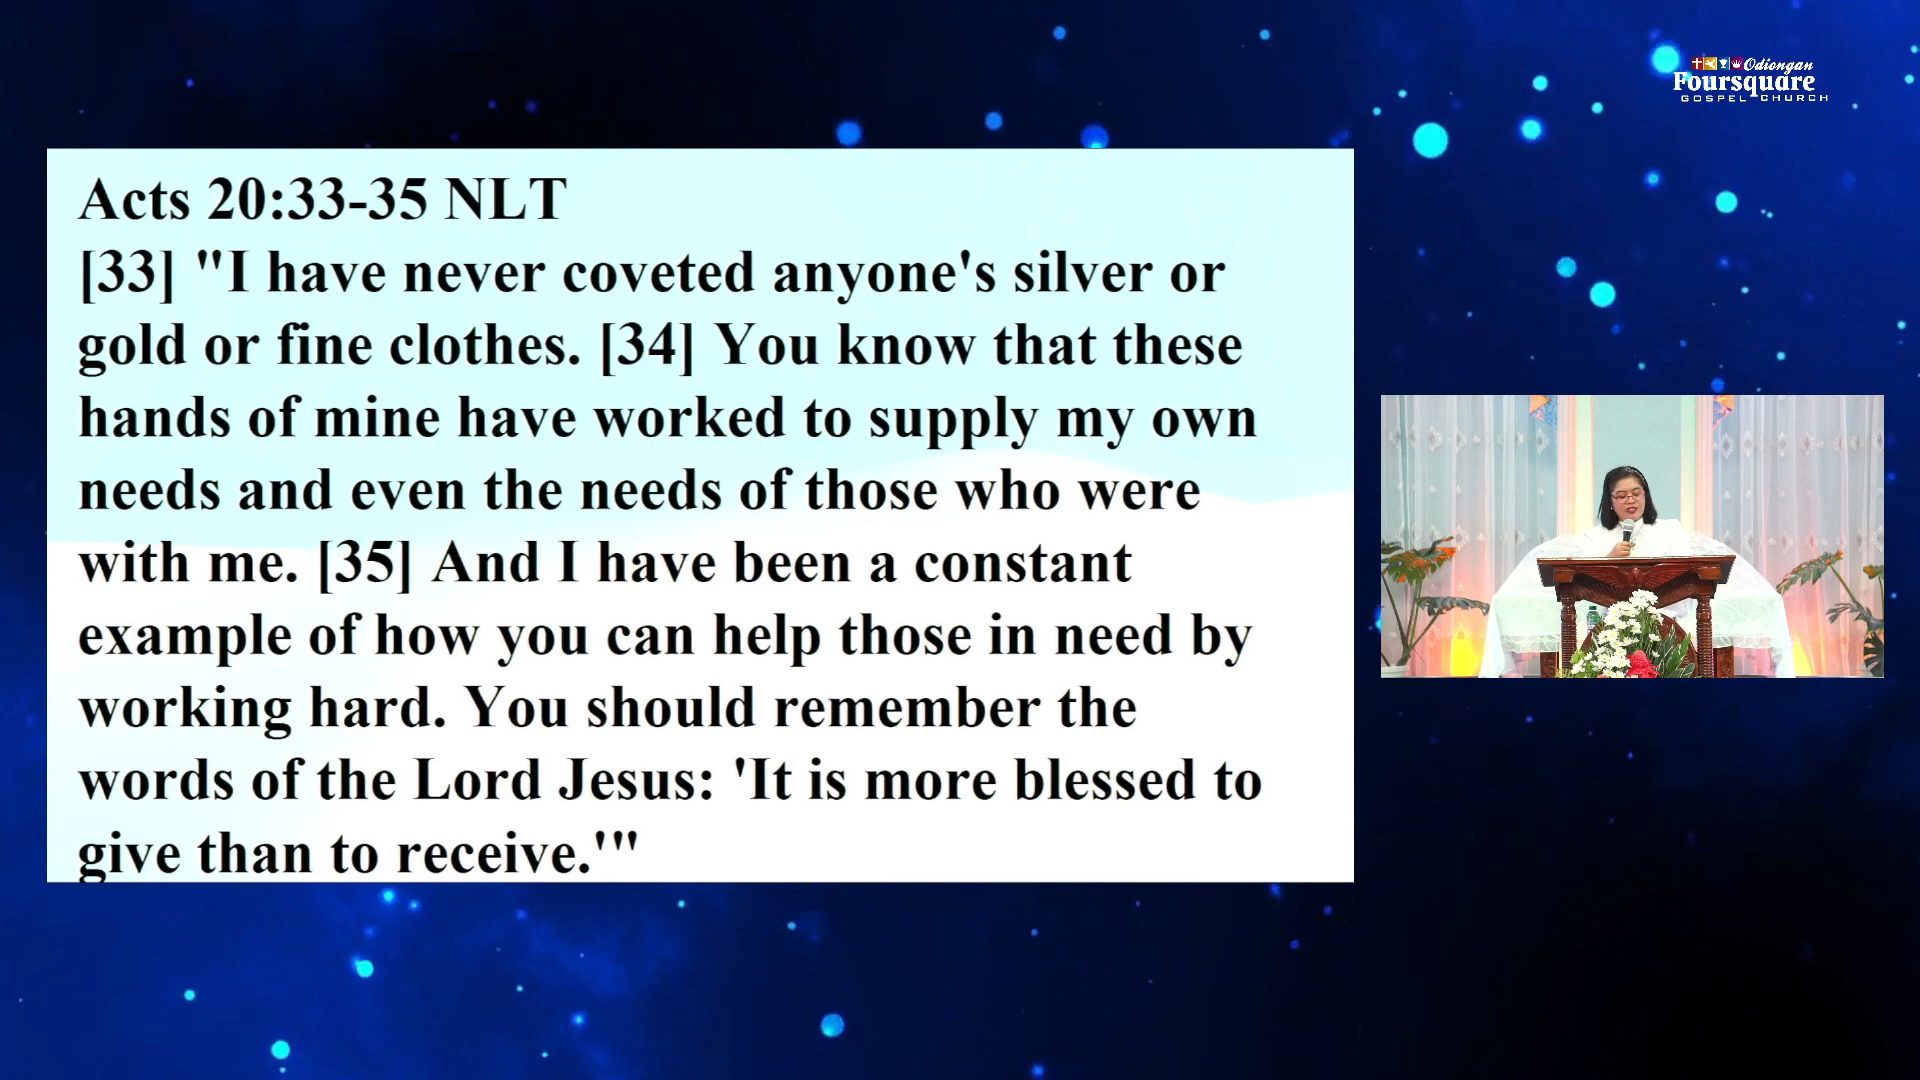 Odiongan
Foursquare
GOSPEL CHURCH
Acts 20:33-35 NLT
[33] "I have never coveted anyone's silver or
gold or fine clothes. [34] You know that these
hands of mine have worked to supply my own
needs and even the needs of those who were
with me. [35] And I have been a constant
example of how you can help those in need by
working hard. You should remember the
words of the Lord Jesus: 'It is more blessed to
give than to receive.'"